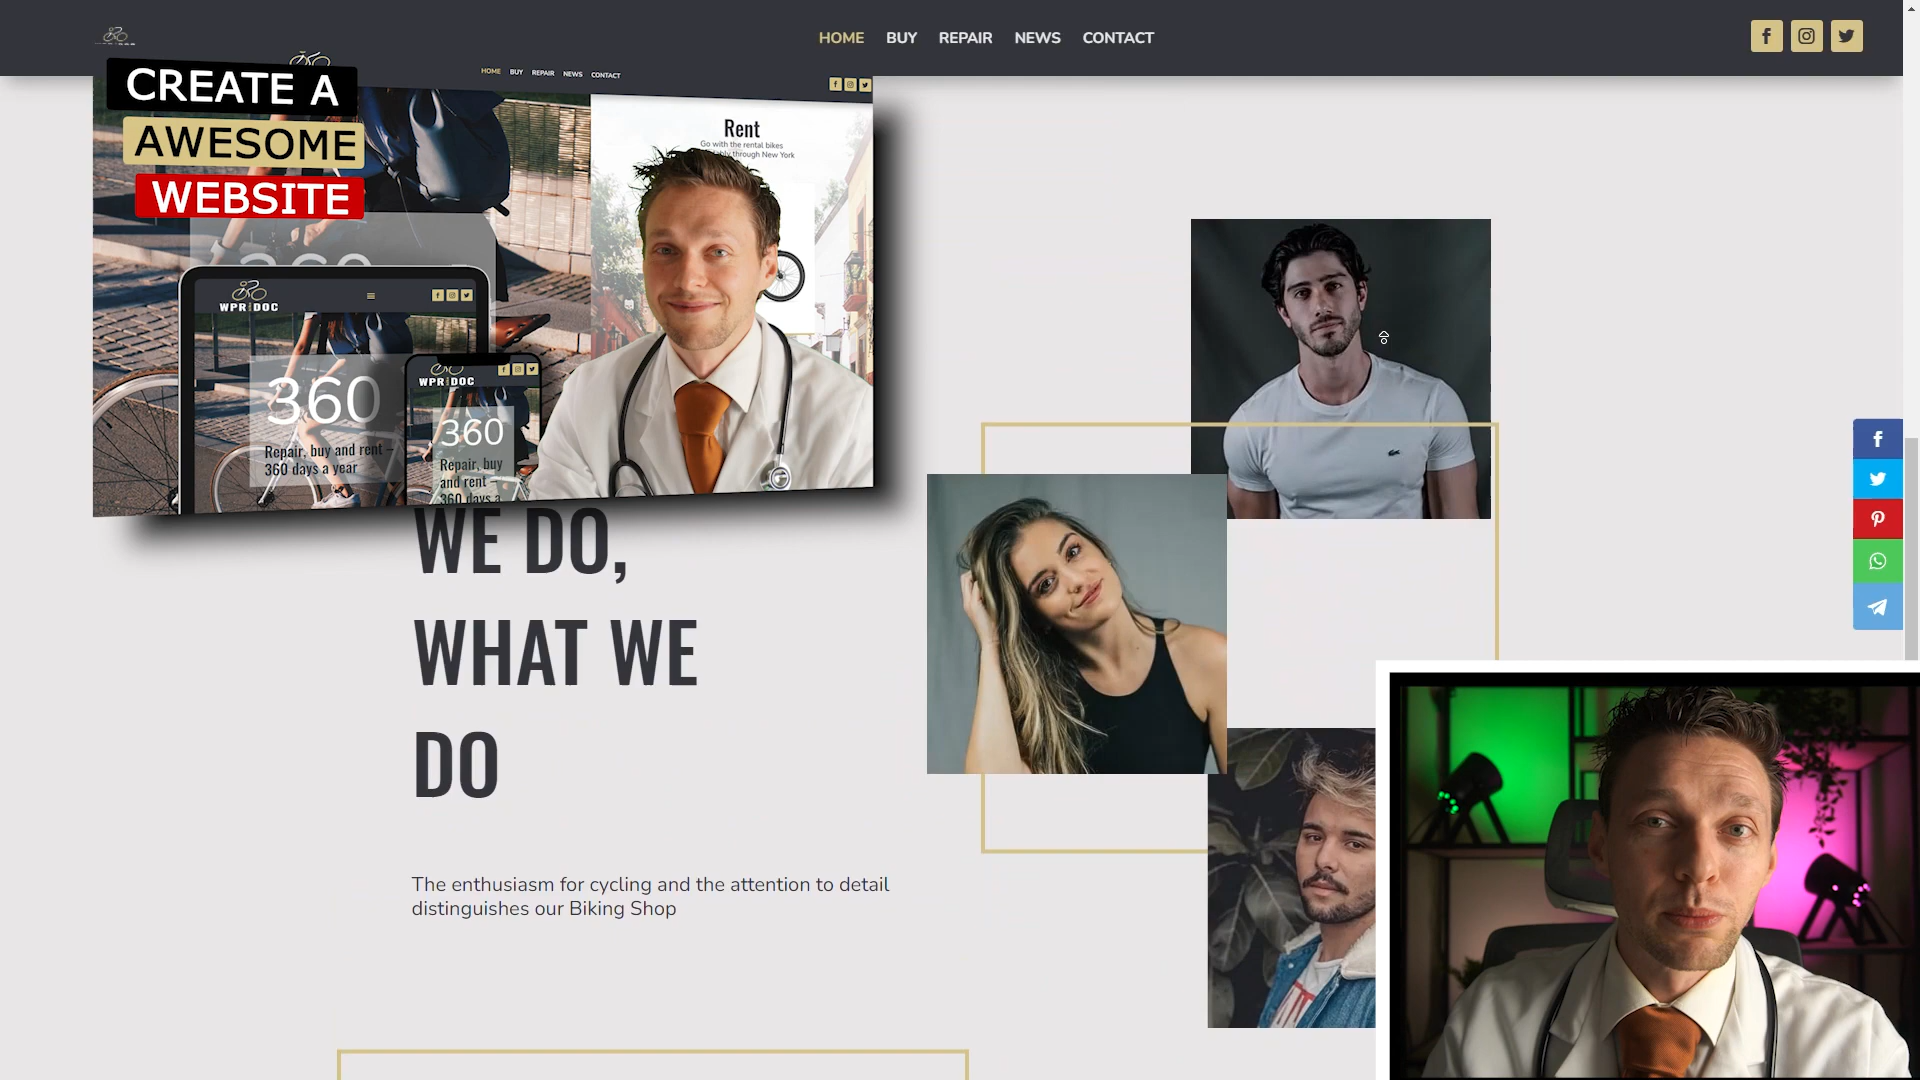 HOME BUY REPAIR NEWS CONTACT
HOME BUY REPAIR NEWS CONTACT
CREATE A
AWESOME
WEBSITE
Rent
Go with the rental bikes
through New York
360
WPR DOC
360
Repair, buy and rent –
360 days a year
WPR DOC
360
Repair, buy
and rent –
360 days a
WE DO,
WHAT WE
DO
The enthusiasm for cycling and the attention to detail
distinguishes our Biking Shop